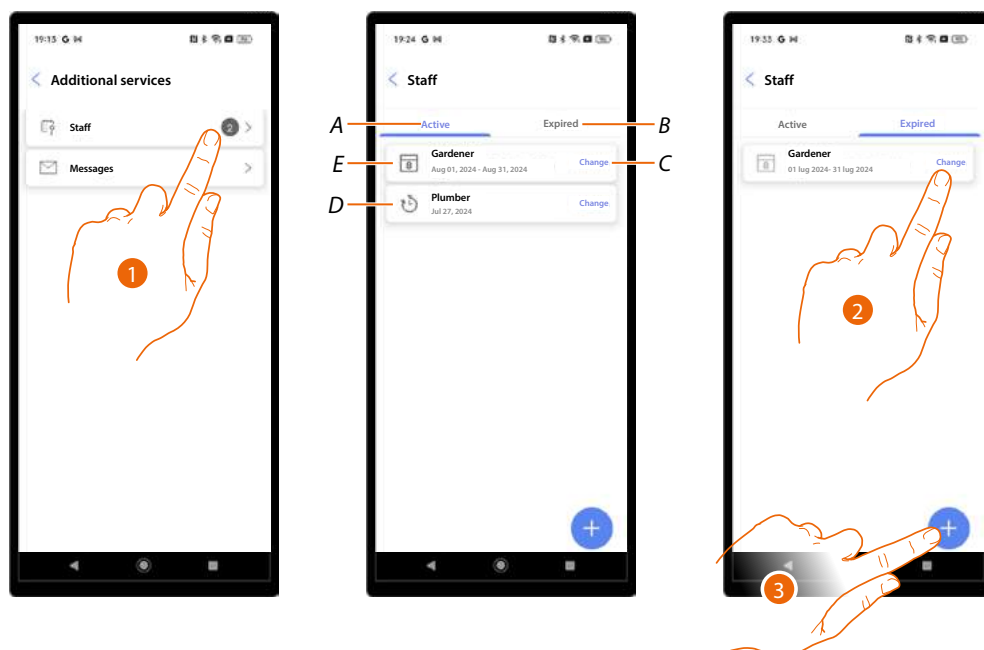 19:15 G
Additional services
Staff
2
Messages
1
19:24 G
Staff
A
Active
Expired
B
E
8
Gardener
Aug 01, 2024 - Aug 31, 2024
Change
C
D
Plumber
Jul 27, 2024
Change
+
19:33 G
Staff
Active
Expired
8
Gardener
01 lug 2024- 31 lug 2024
Change
2
+
3